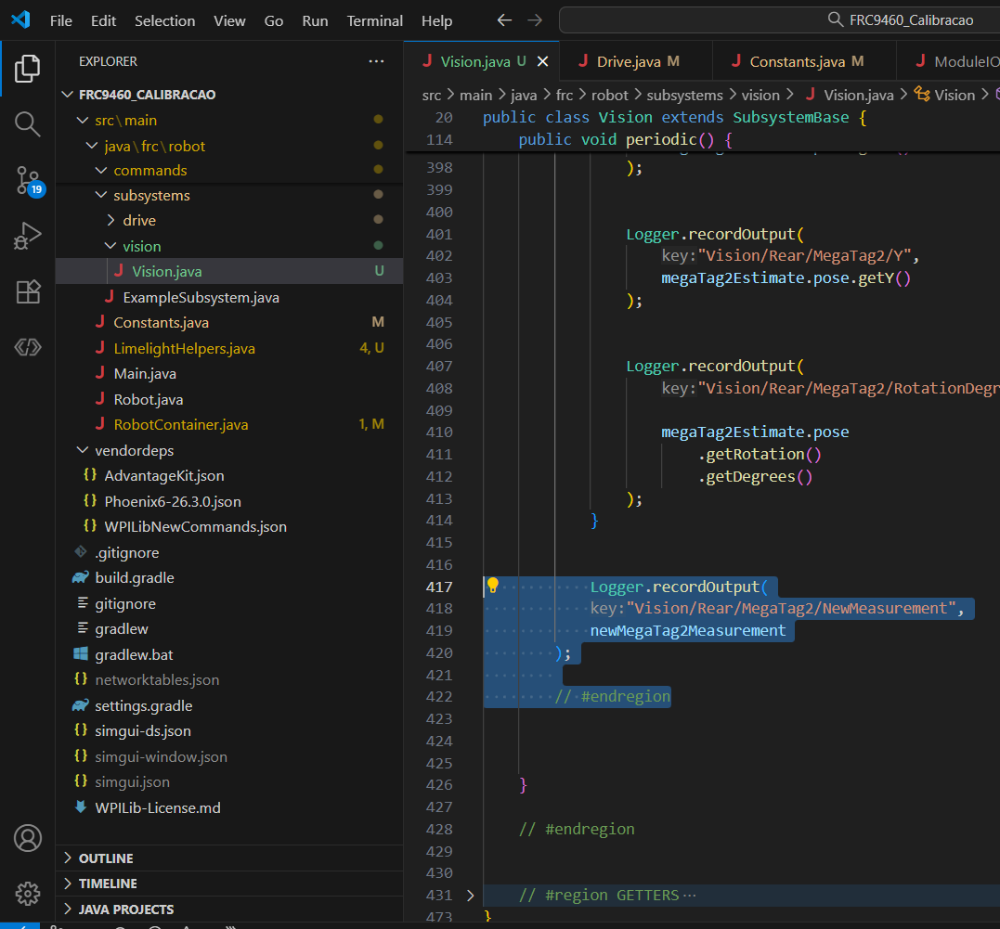 File Edit Selection View Go Run Terminal Help FRC9460_Calibracao
EXPLORER
FRC9460_CALIBRACAO
src\main
java\frc\robot
commands
subsystems
drive
vision
Vision.java U
ExampleSubsystem.java
Constants.java M
LimelightHelpers.java 4, U
Main.java
Robot.java
RobotContainer.java 1, M
vendordeps
{} AdvantageKit.json
{} Phoenix6-26.3.0.json
{} WPILibNewCommands.json
.gitignore
build.gradle
gitignore
gradlew
gradlew.bat
{} networktables.json
settings.gradle
{} simgui-ds.json
{} simgui-window.json
{} simgui.json
WPILib-License.md
OUTLINE
TIMELINE
JAVA PROJECTS
19
Vision.java U Drive.java M Constants.java M ModuleIO
src > main > java > frc > robot > subsystems > vision > Vision.java > Vision >
20 public class Vision extends SubsystemBase {
114 public void periodic() {
398 );
399
400
401 Logger.recordOutput(
402 key:"Vision/Rear/MegaTag2/Y",
403 megaTag2Estimate.pose.getY()
404 );
405
406
407 Logger.recordOutput(
408 key:"Vision/Rear/MegaTag2/RotationDegr
409
410 megaTag2Estimate.pose
411 .getRotation()
412 .getDegrees()
413 );
414 }
415
416
417 Logger.recordOutput(
418 key:"Vision/Rear/MegaTag2/NewMeasurement",
419 newMegaTag2Measurement
420 );
421
422 // #endregion
423
424
425
426 }
427
428 // #endregion
429
430
431 // #region GETTERS ···
473 }